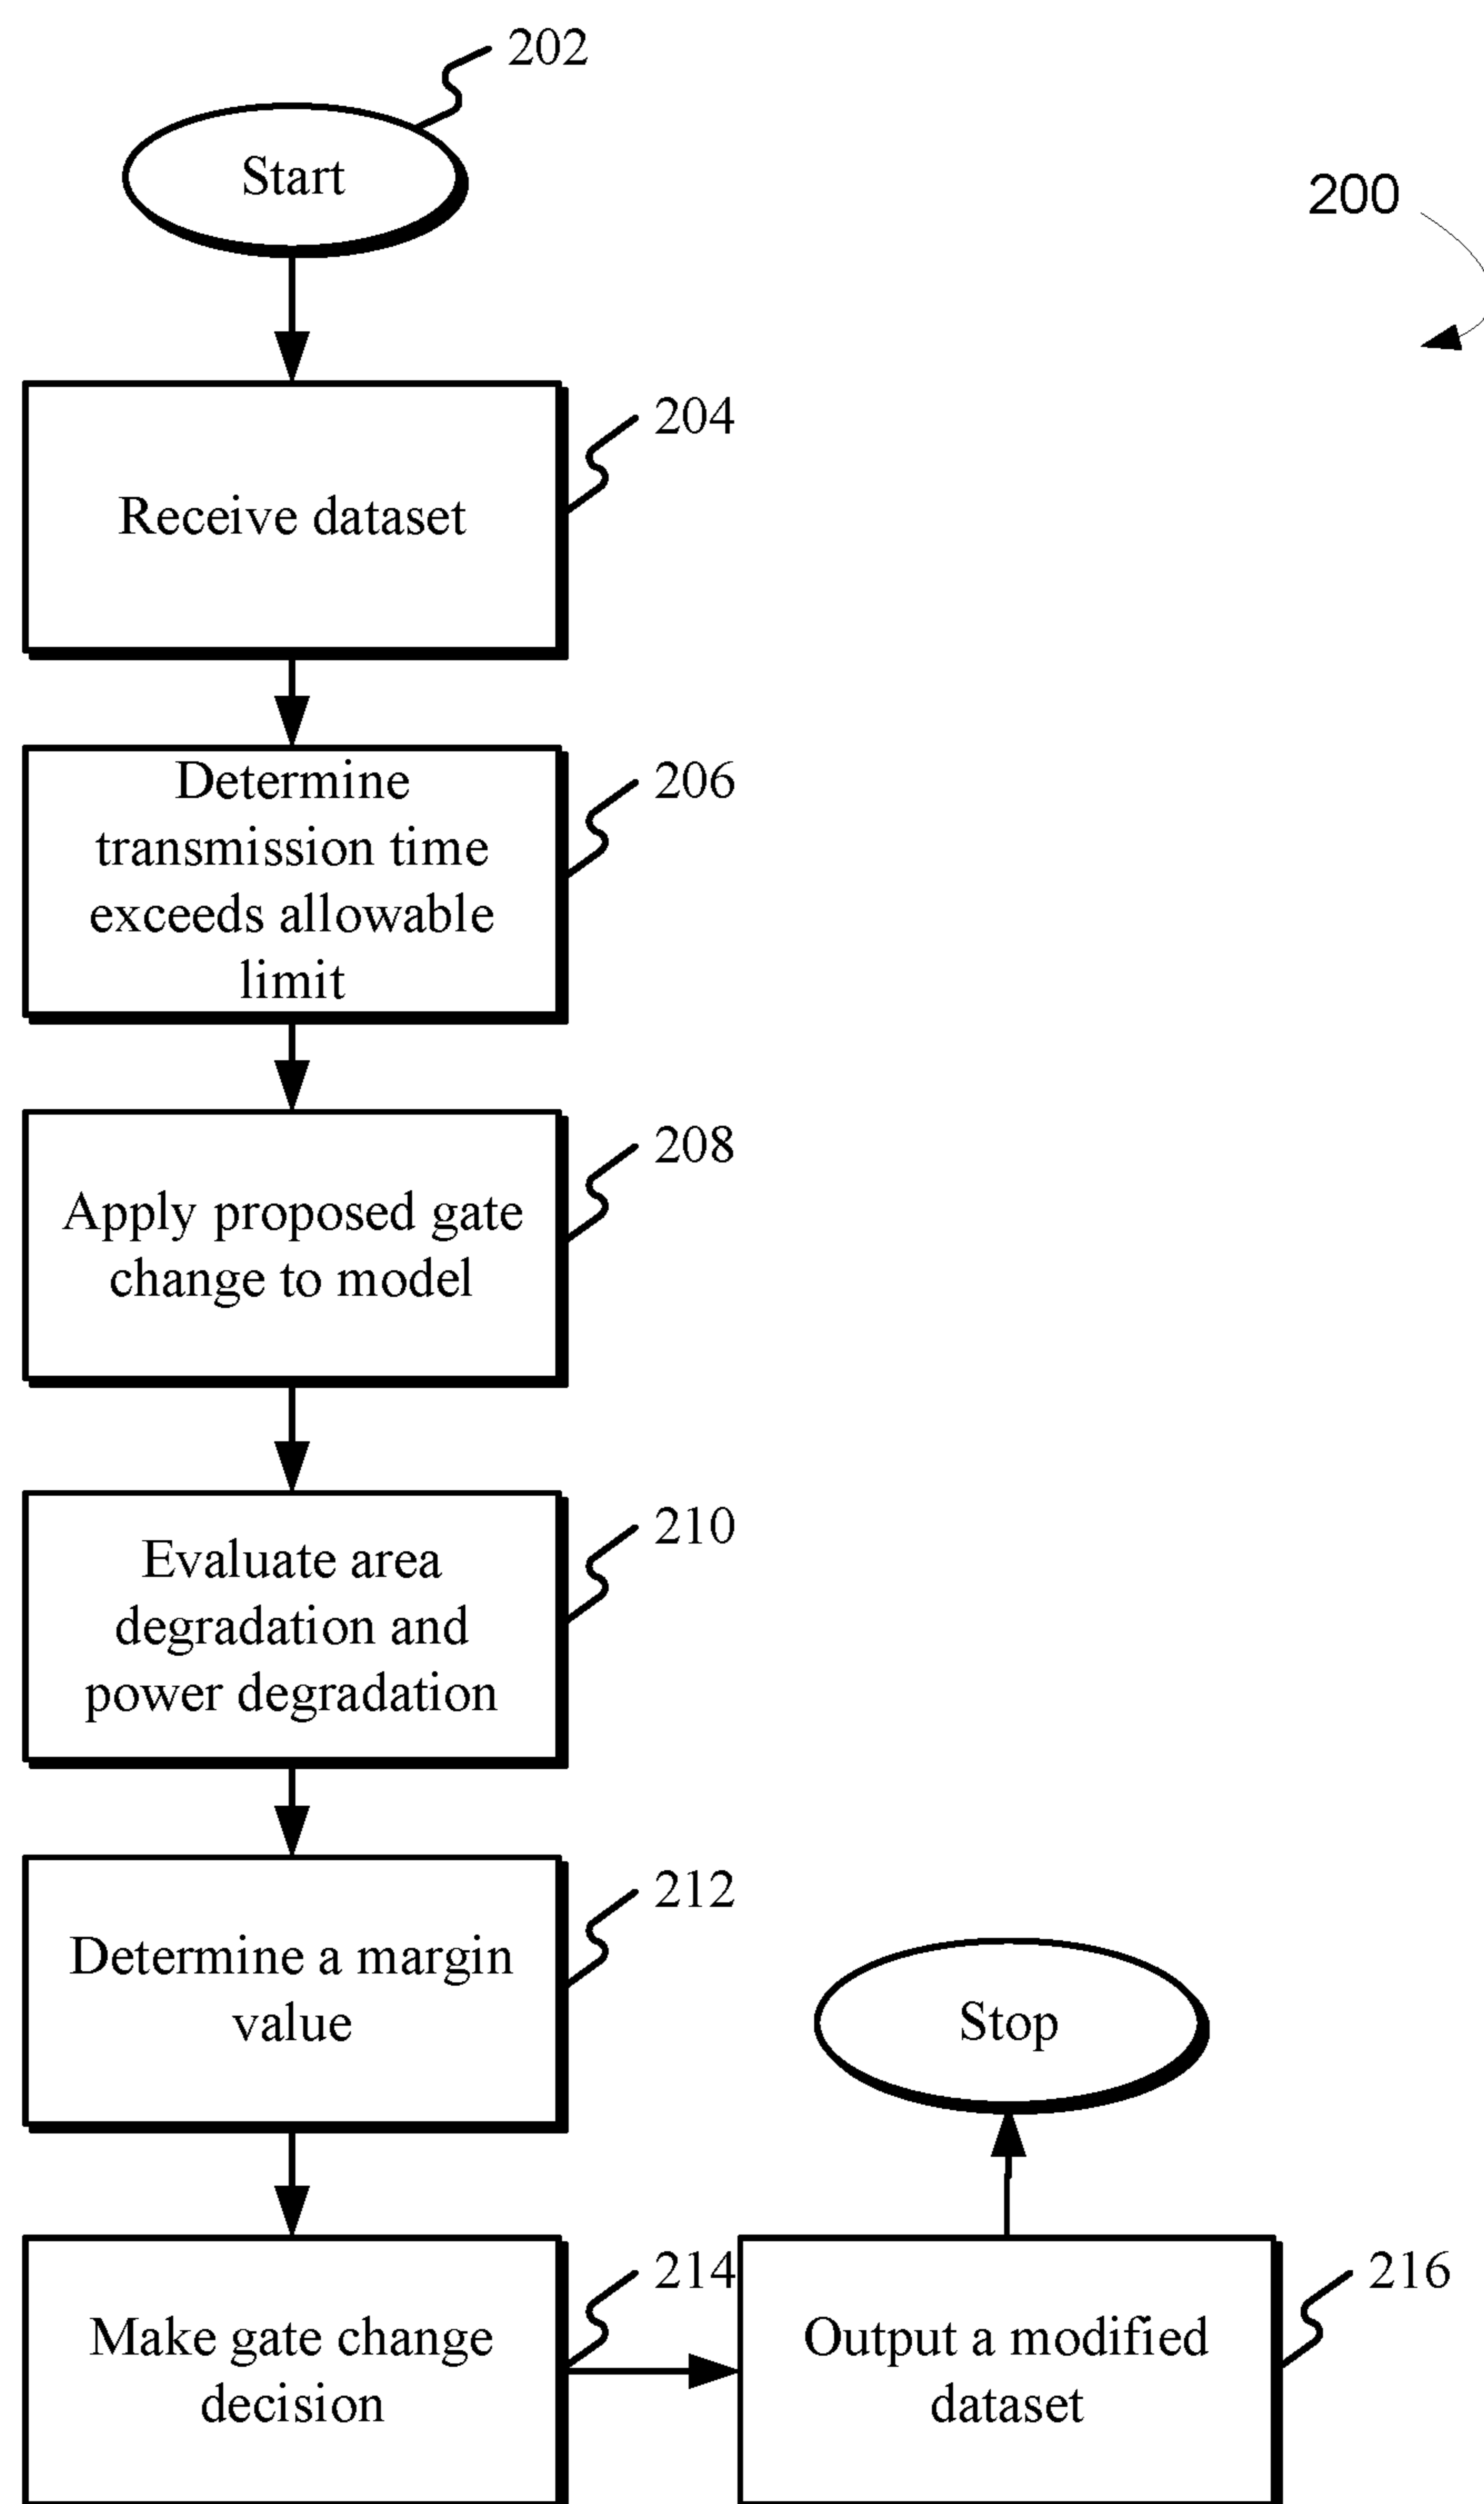 202
Start
200
204
Receive dataset
206
Determine
transmission time
exceeds allowable
limit
208
Apply proposed gate
change to model
210
Evaluate area
degradation and
power degradation
212
Determine a margin
value
Stop
214
Make gate change
decision
216
Output a modified
dataset